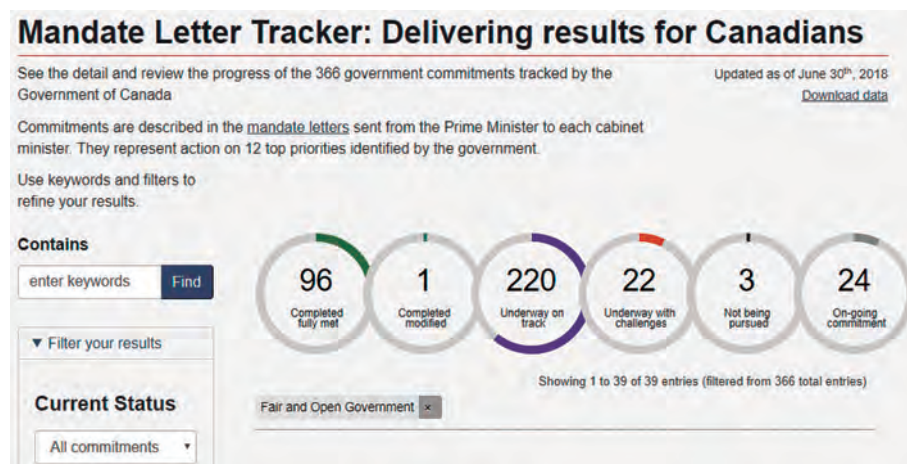 Mandate Letter Tracker: Delivering results for Canadians
See the detail and review the progress of the 366 government commitments tracked by the
Government of Canada
Updated as of June 30th, 2018
Download data
Commitments are described in the mandate letters sent from the Prime Minister to each cabinet
minister. They represent action on 12 top priorities identified by the government.
Use keywords and filters to
refine your results.
Contains
enter keywords
Find
96
Completed
fully met
1
Completed
modified
220
Underway on
track
22
Underway with
challenges
3
Not being
pursued
24
On-going
commitment
▼ Filter your results
Showing 1 to 39 of 39 entries (filtered from 366 total entries)
Current Status
Fair and Open Government ×
All commitments ▾